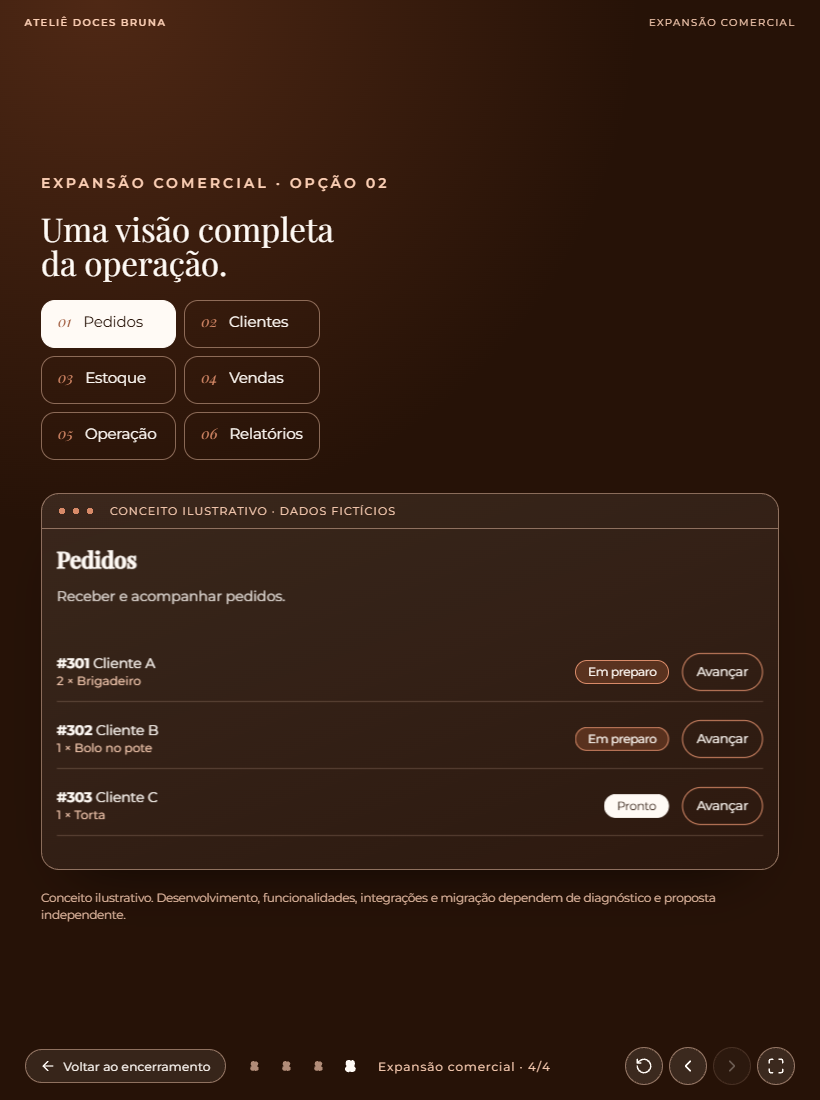 ATELIÊ DOCES BRUNA
EXPANSÃO COMERCIAL
EXPANSÃO COMERCIAL · OPÇÃO 02
Uma visão completa
da operação.
01 Pedidos
02 Clientes
03 Estoque
04 Vendas
05 Operação
06 Relatórios
CONCEITO ILUSTRATIVO · DADOS FICTÍCIOS
Pedidos
Receber e acompanhar pedidos.
#301 Cliente A
2 × Brigadeiro
Em preparo
Avançar
#302 Cliente B
1 × Bolo no pote
Em preparo
Avançar
#303 Cliente C
1 × Torta
Pronto
Avançar
Conceito ilustrativo. Desenvolvimento, funcionalidades, integrações e migração dependem de diagnóstico e proposta
independente.
Voltar ao encerramento
Expansão comercial · 4/4